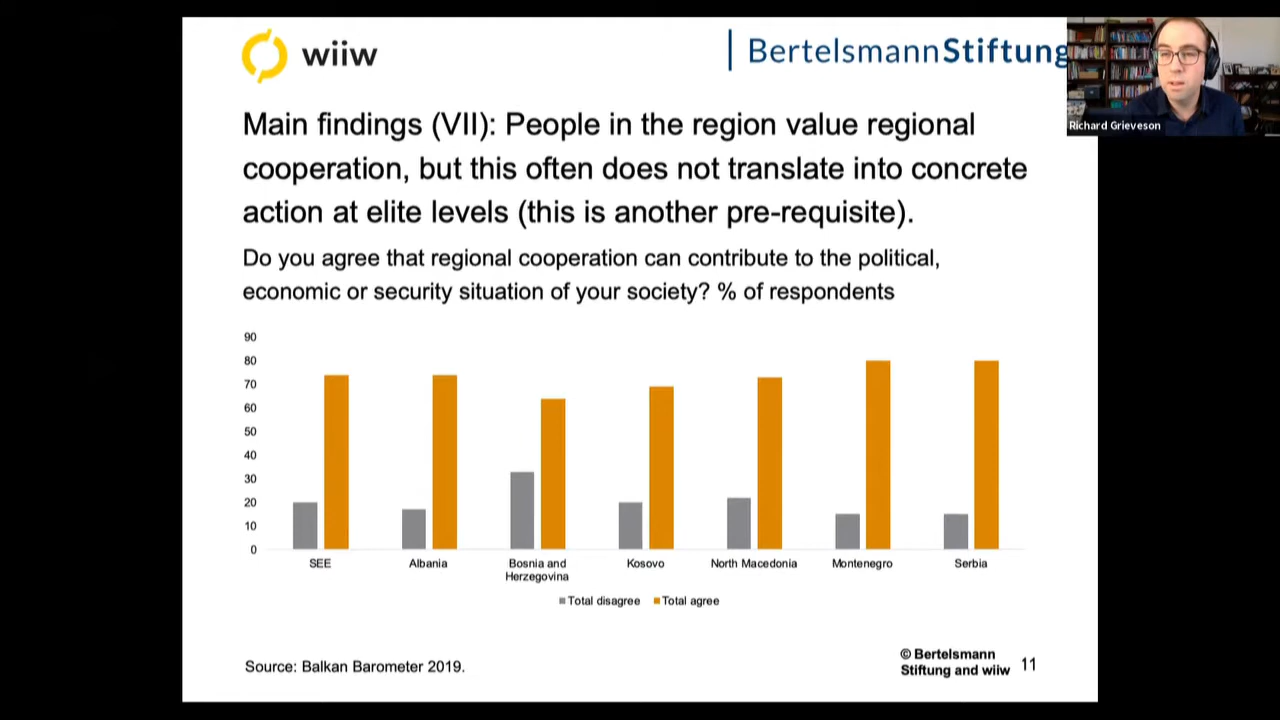 wiiw
BertelsmannStiftung
Richard Grieveson
Main findings (VII): People in the region value regional
cooperation, but this often does not translate into concrete
action at elite levels (this is another pre-requisite).
Do you agree that regional cooperation can contribute to the political,
economic or security situation of your society? % of respondents
90
80
70
60
50
40
30
20
10
0
SEE
Albania
Bosnia and
Herzegovina
Kosovo
North Macedonia
Montenegro
Serbia
Total disagree
Total agree
Source: Balkan Barometer 2019.
© Bertelsmann
Stiftung and wiiw
11